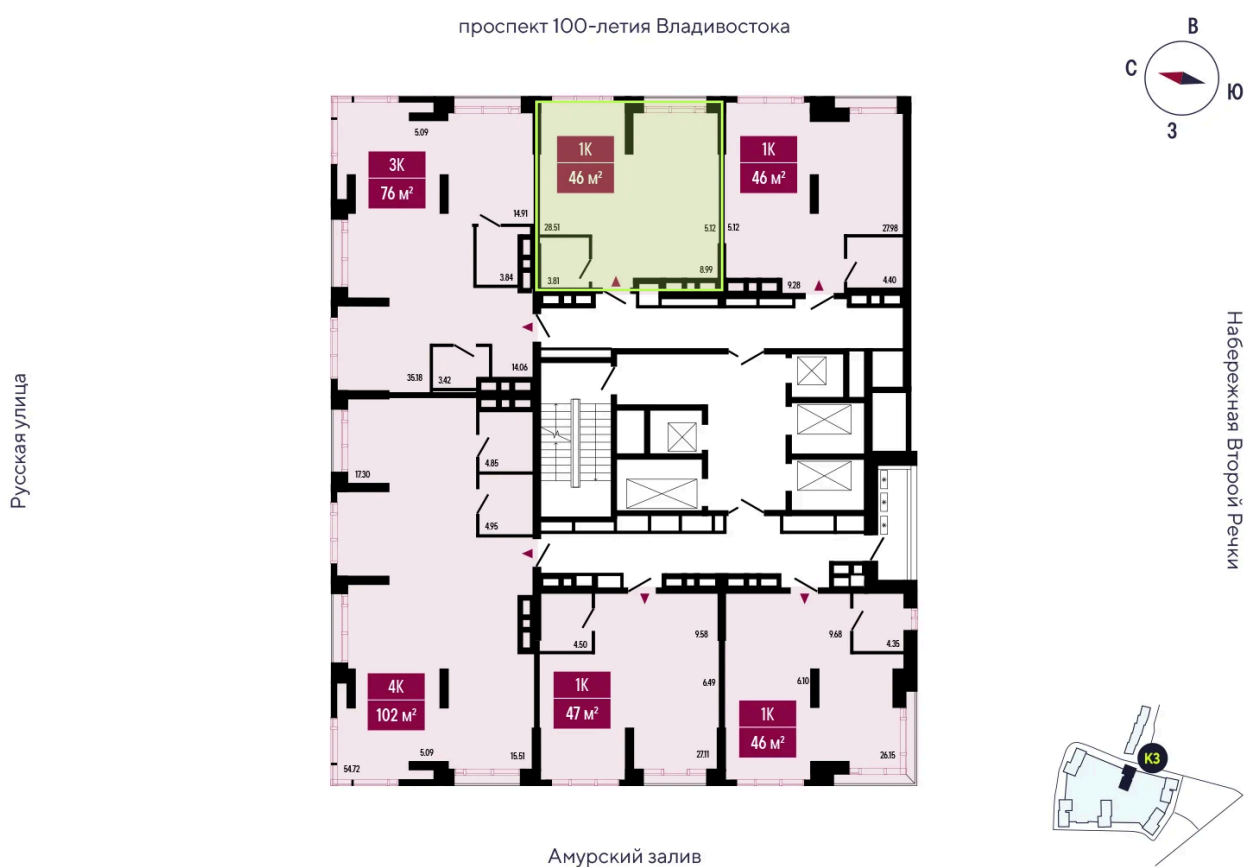 проспект 100-летия Владивостока
В
С
Ю
З
5.09
3К
76 м²
14.91
3.84
35.18
3.42
14.06
1К
46 м²
28.51
5.12
3.81
8.99
1К
46 м²
5.12
27.98
9.28
4.40
Русская улица
Набережная Второй Речки
17.30
4.85
4.95
4К
102 м²
5.09
15.51
54.72
4.50
9.58
1К
47 м²
6.49
27.11
9.68
4.35
6.10
1К
46 м²
26.15
К3
Амурский залив